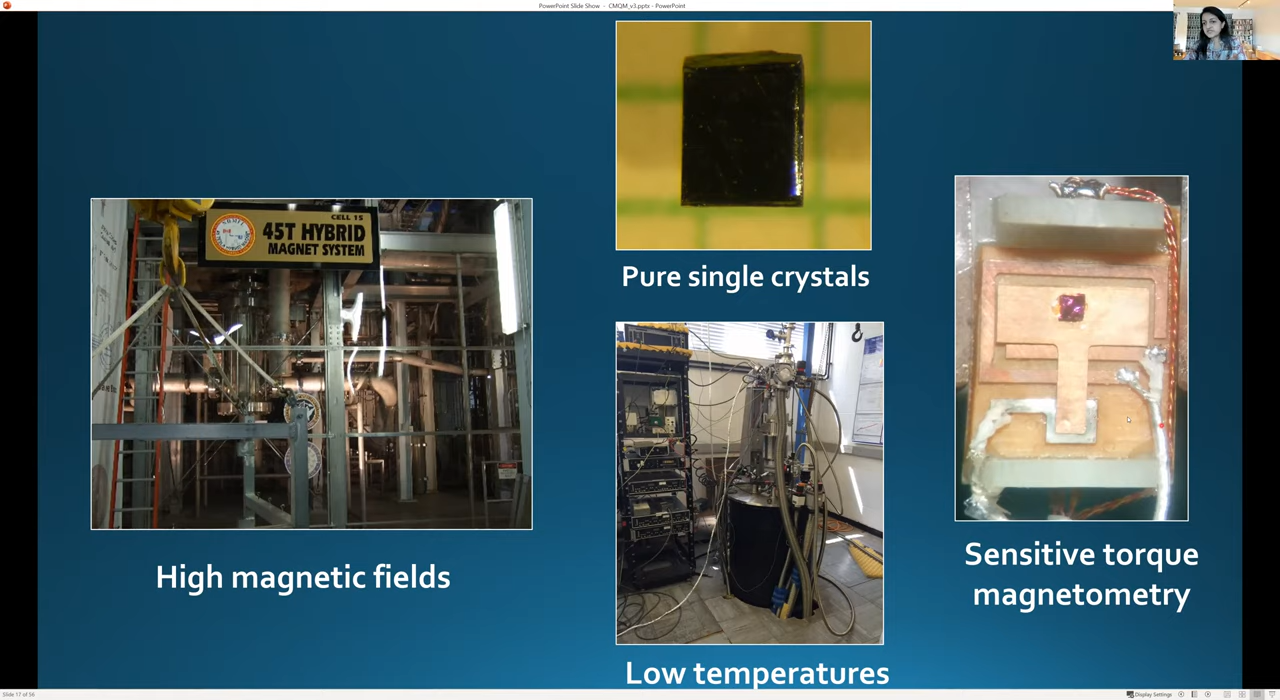 PowerPoint Slide Show - CMQM_v3.pptx - PowerPoint
CELL 15
45T HYBRID
MAGNET SYSTEM
Pure single crystals
High magnetic fields
Low temperatures
Sensitive torque
magnetometry
Slide 17 of 56
Display Settings